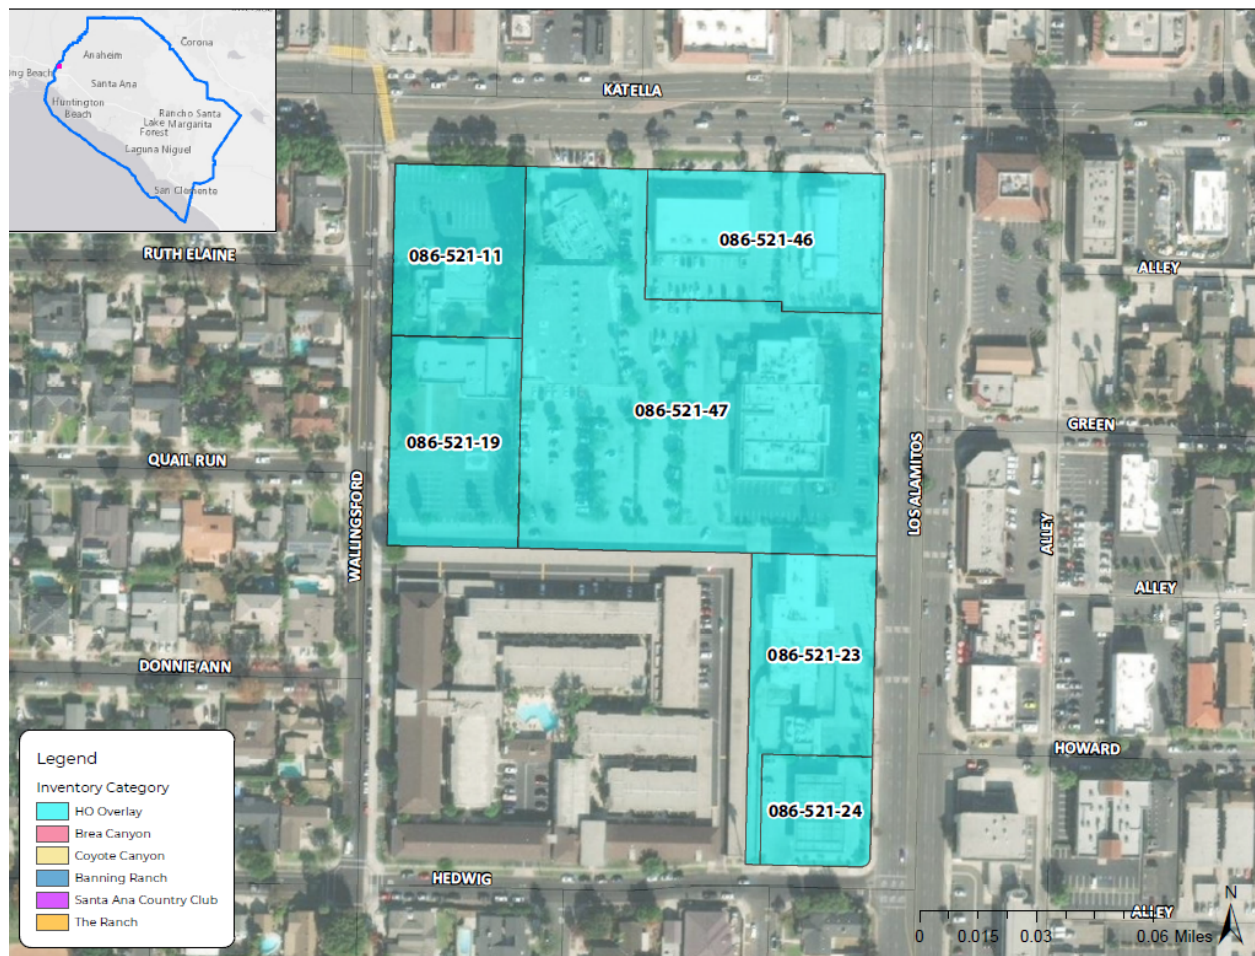 Corona
Anaheim
ng Beach
Santa Ana
Huntington
Beach
Rancho Santa
Lake Margarita
Forest
Laguna Niguel
San Clemente
KATELLA
RUTH ELAINE
086-521-11
086-521-46
ALLEY
086-521-47
GREEN
086-521-19
QUAIL RUN
WALLINGSFORD
LOS ALAMITOS
ALLEY
ALLEY
DONNIE ANN
086-521-23
HOWARD
086-521-24
HEDWIG
ALLEY
Legend
Inventory Category
HO Overlay
Brea Canyon
Coyote Canyon
Banning Ranch
Santa Ana Country Club
The Ranch
N
0 0.015 0.03 0.06 Miles